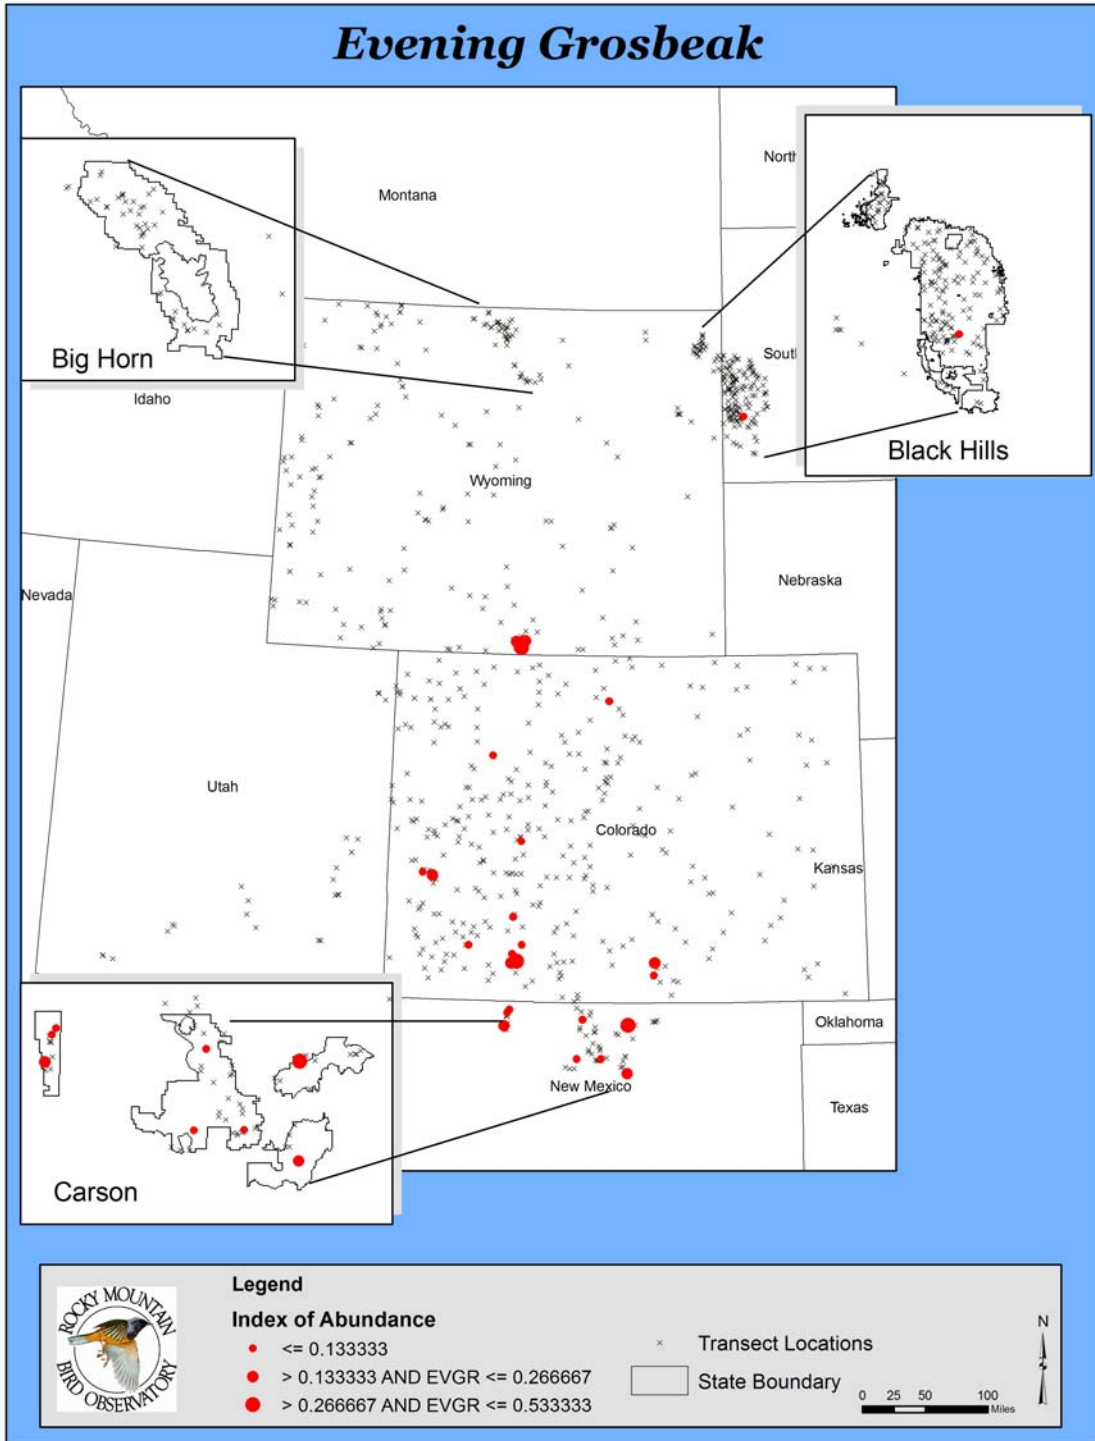 Evening Grosbeak
North
Montana
Big Horn
Idaho
South
Black Hills
Wyoming
Nevada
Nebraska
Utah
Colorado
Kansas
Oklahoma
New Mexico
Texas
Carson
Legend
Index of Abundance
<= 0.133333
> 0.133333 AND EVGR <= 0.266667
> 0.266667 AND EVGR <= 0.533333
Transect Locations
State Boundary
ROCKY MOUNTAIN
BIRD OBSERVATORY
N
0 25 50 100
Miles